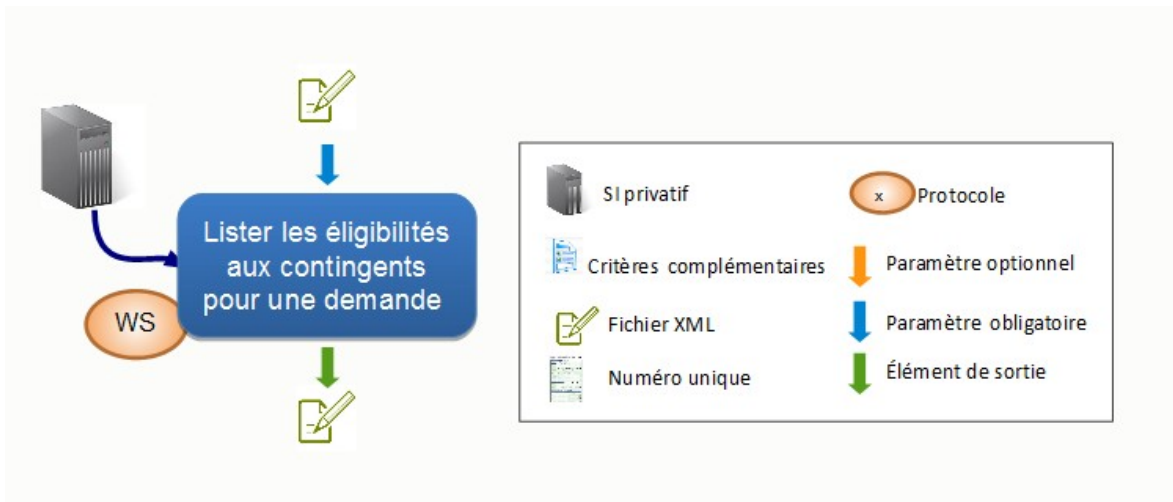 Lister les éligibilités
aux contingents
pour une demande
WS
SI privatif
Critères complémentaires
Fichier XML
Numéro unique
x Protocole
Paramètre optionnel
Paramètre obligatoire
Élément de sortie